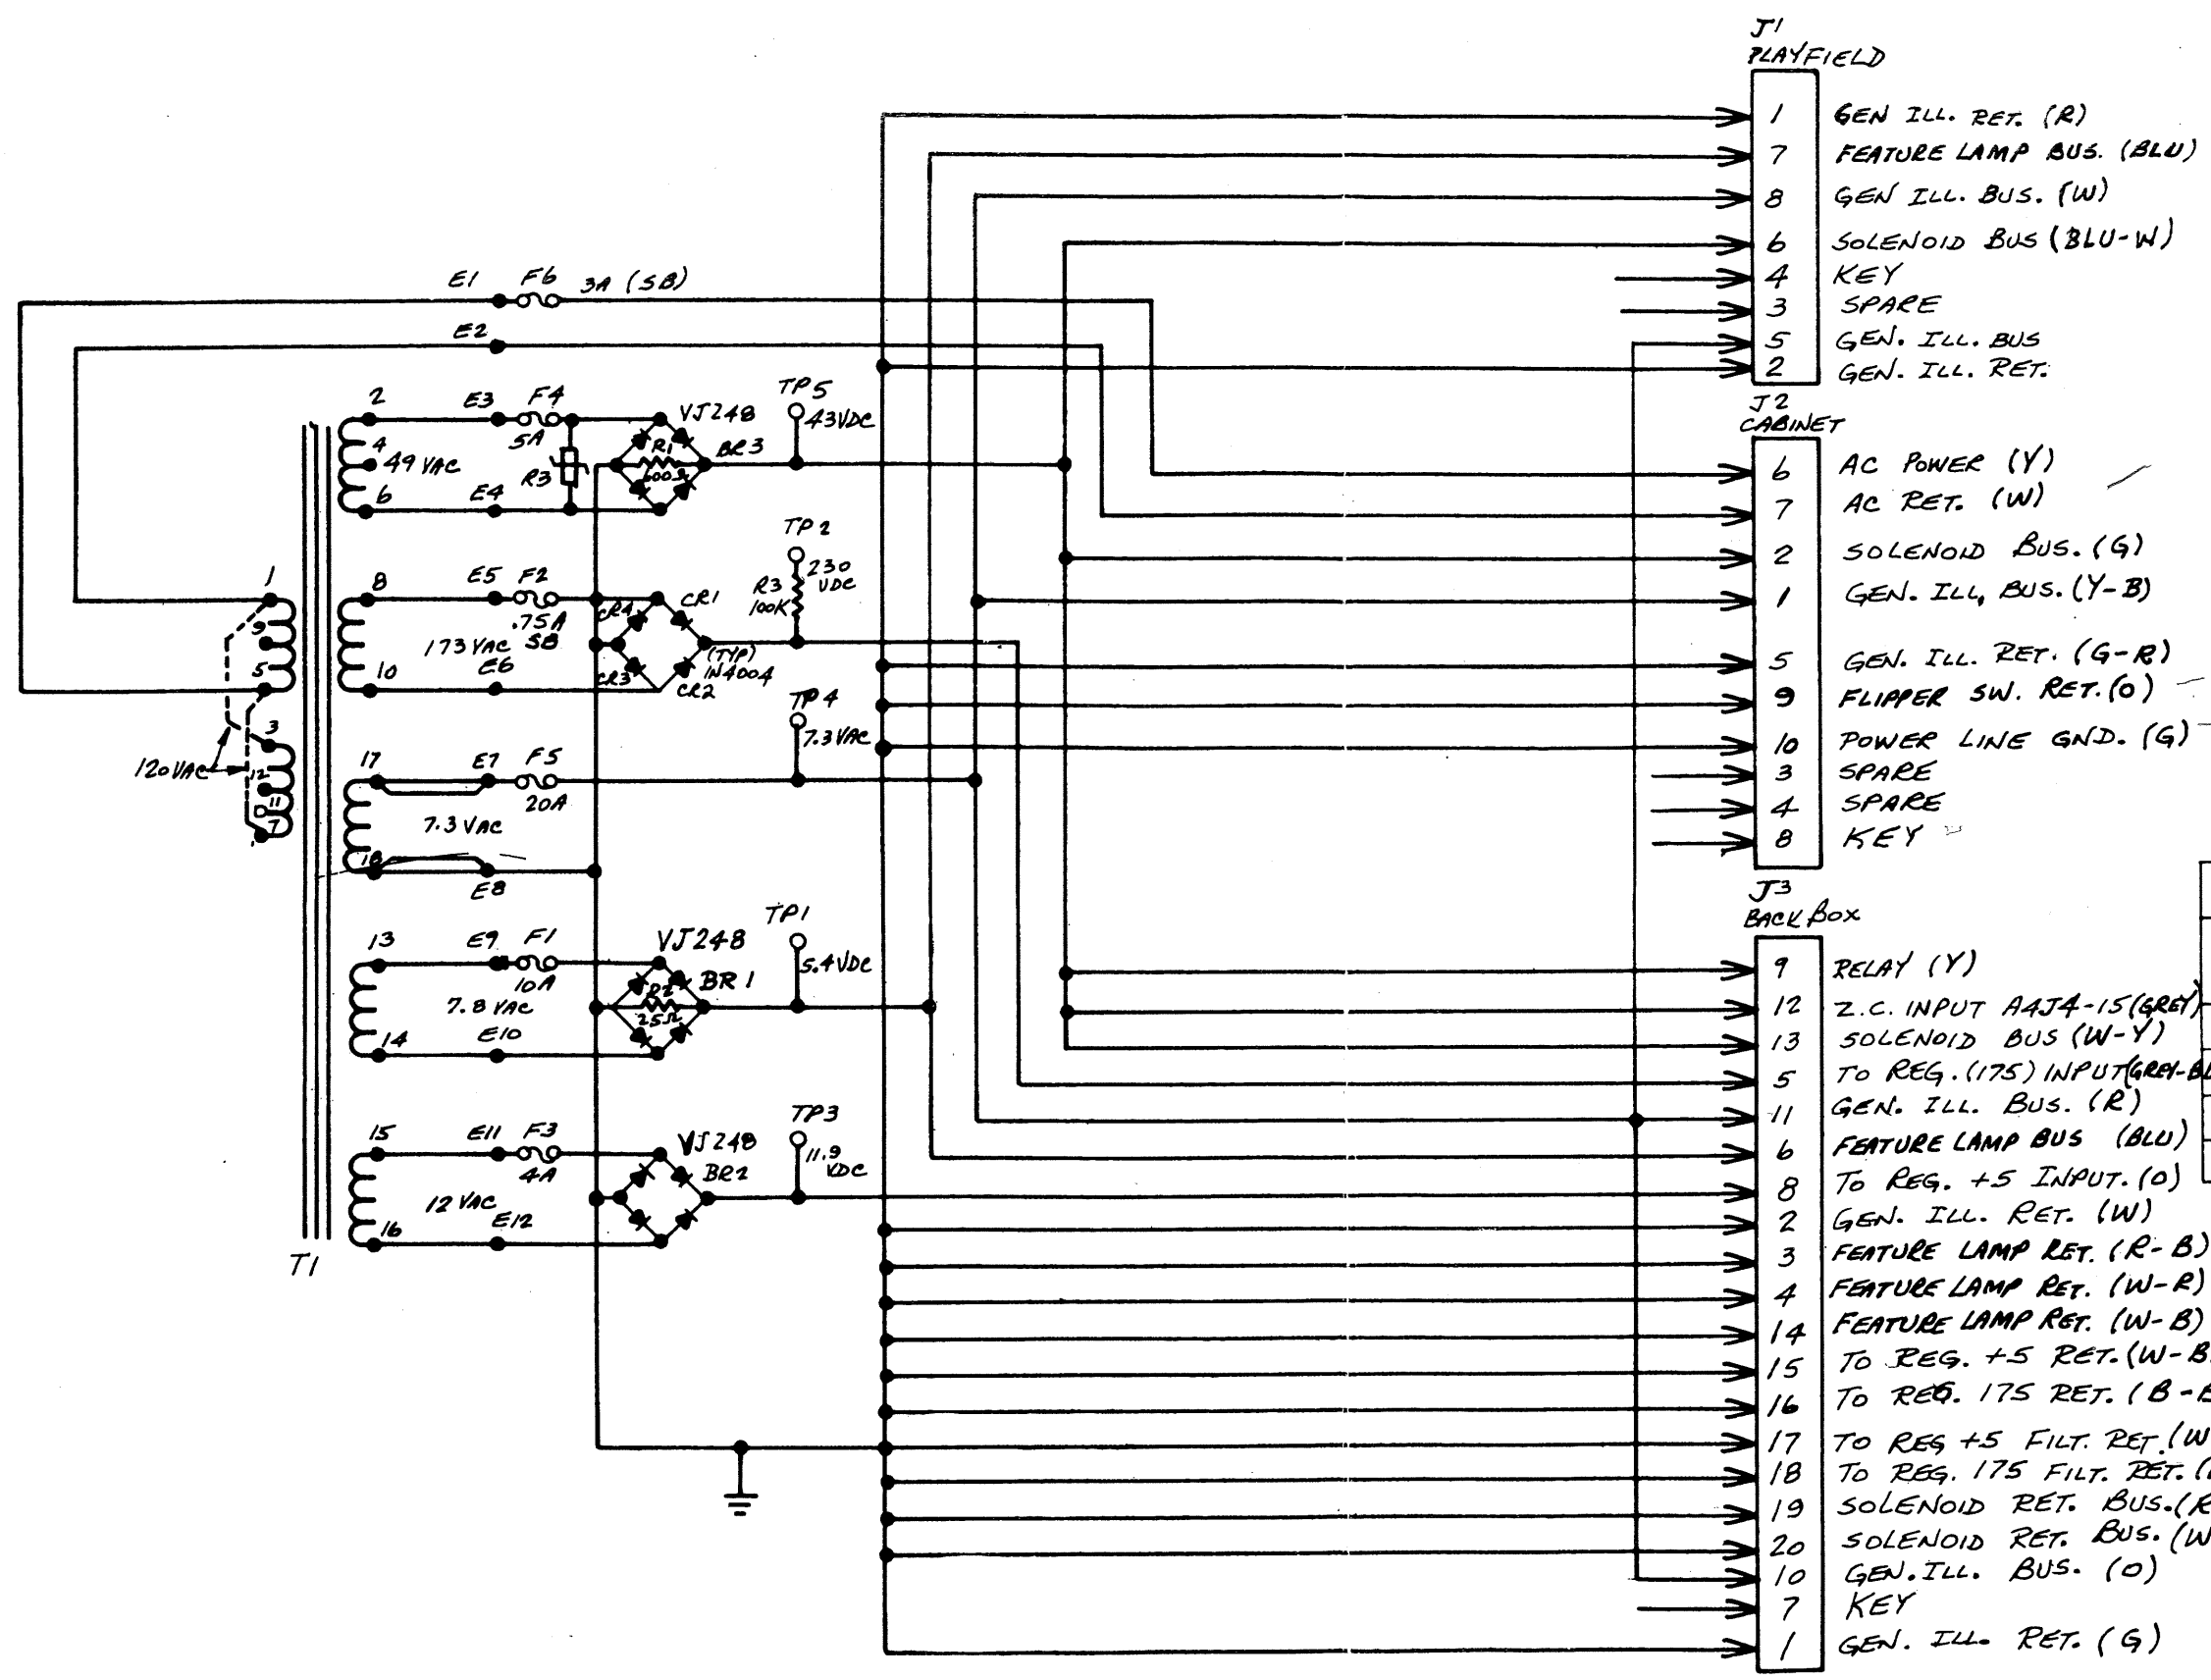 J1
PLAYFIELD
1 GEN ILL. RET. (R)
7 FEATURE LAMP BUS. (BLU)
8 GEN ILL. BUS. (W)
6 SOLENOID BUS (BLU-W)
4 KEY
3 SPARE
5 GEN. ILL. BUS
2 GEN. ILL. RET.
J2
CABINET
6 AC POWER (Y)
7 AC RET. (W)
2 SOLENOID BUS. (G)
1 GEN. ILL, BUS. (Y-B)
5 GEN. ILL. RET. (G-R)
9 FLIPPER SW. RET. (O)
10 POWER LINE GND. (G)
3 SPARE
4 SPARE
8 KEY
J3
BACK BOX
9 RELAY (Y)
12 Z.C. INPUT A4J4-15 (GREY)
13 SOLENOID BUS (W-Y)
5 TO REG. (175) INPUT (GREY-BL
11 GEN. ILL. BUS. (R)
6 FEATURE LAMP BUS (BLU)
8 TO REG. +5 INPUT. (O)
2 GEN. ILL. RET. (W)
3 FEATURE LAMP RET. (R-B)
4 FEATURE LAMP RET. (W-R)
14 FEATURE LAMP RET. (W-B)
15 TO REG. +5 RET. (W-B
16 TO REG. 175 RET. (B-
17 TO REG +5 FILT. RET. (W
18 TO REG. 175 FILT. RET. (
19 SOLENOID RET. BUS. (R
20 SOLENOID RET. BUS. (W
10 GEN. ILL. BUS. (O)
7 KEY
1 GEN. ILL. RET. (G)
E1 F6 3A (SB)
E2
2 E3 F4 VJ248 TP5
4 5A 43VDC
49 VAC R3 R1 BR3
600Ω
6 E4
TP2
1 8 E5 F2 230 VDC
.75A CR4 CR1 R3
SB 100K
9 173 VAC
5 10 E6 CR3 (TYP)
1N4004
CR2
TP4
3 17 E7 F5 7.3 VAC
120VAC 12 20A
11
7 7.3 VAC
18 E8
TP1
13 E9 F1 VJ248
10A R2 BR1 5.4 VDC
7.8 VAC 25Ω
14 E10
TP3
15 E11 F3 VJ248
4A BR2 11.9 VDC
12 VAC
16 E12
T1